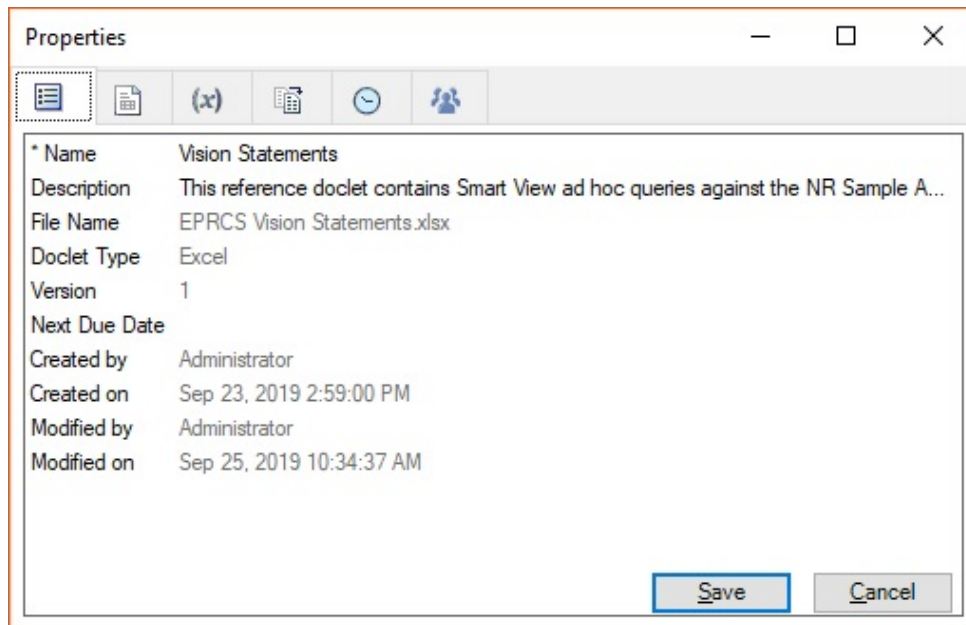 Properties
(x)
* Name Vision Statements
Description This reference doclet contains Smart View ad hoc queries against the NR Sample A...
File Name EPRCS Vision Statements.xlsx
Doclet Type Excel
Version 1
Next Due Date
Created by Administrator
Created on Sep 23, 2019 2:59:00 PM
Modified by Administrator
Modified on Sep 25, 2019 10:34:37 AM
Save Cancel